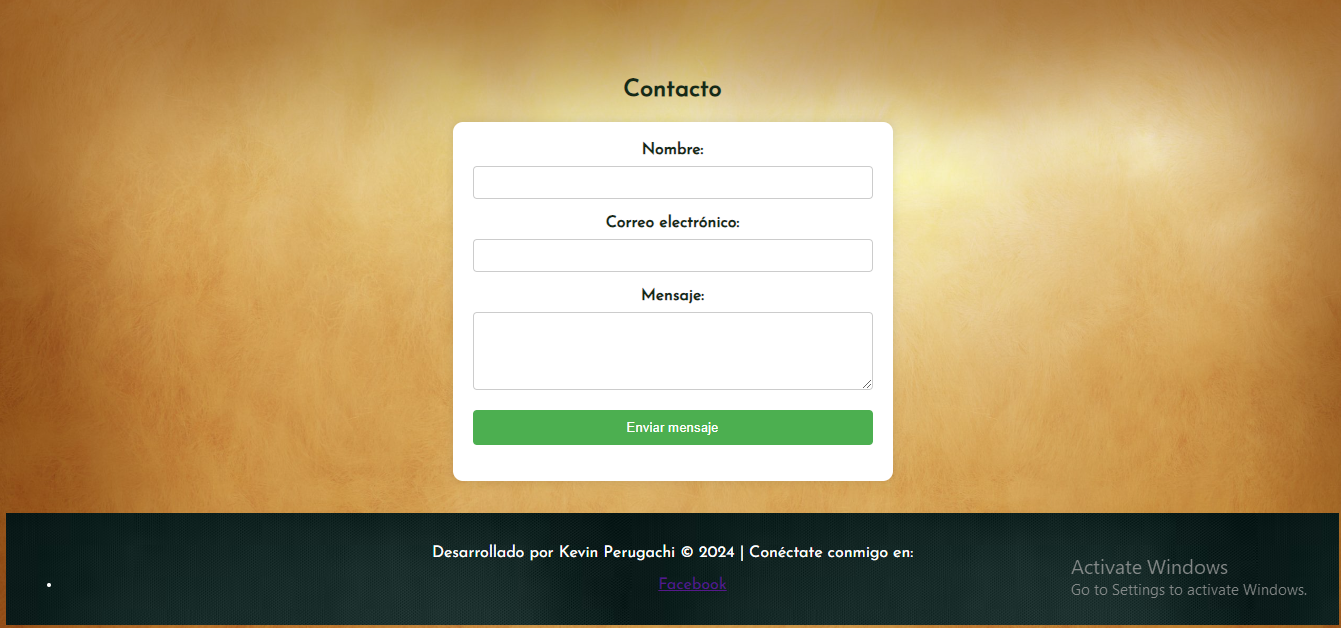 Contacto
Nombre:
Correo electrónico:
Mensaje:
Enviar mensaje
Desarrollado por Kevin Perugachi © 2024 | Conéctate conmigo en:
Facebook
Activate Windows
Go to Settings to activate Windows.